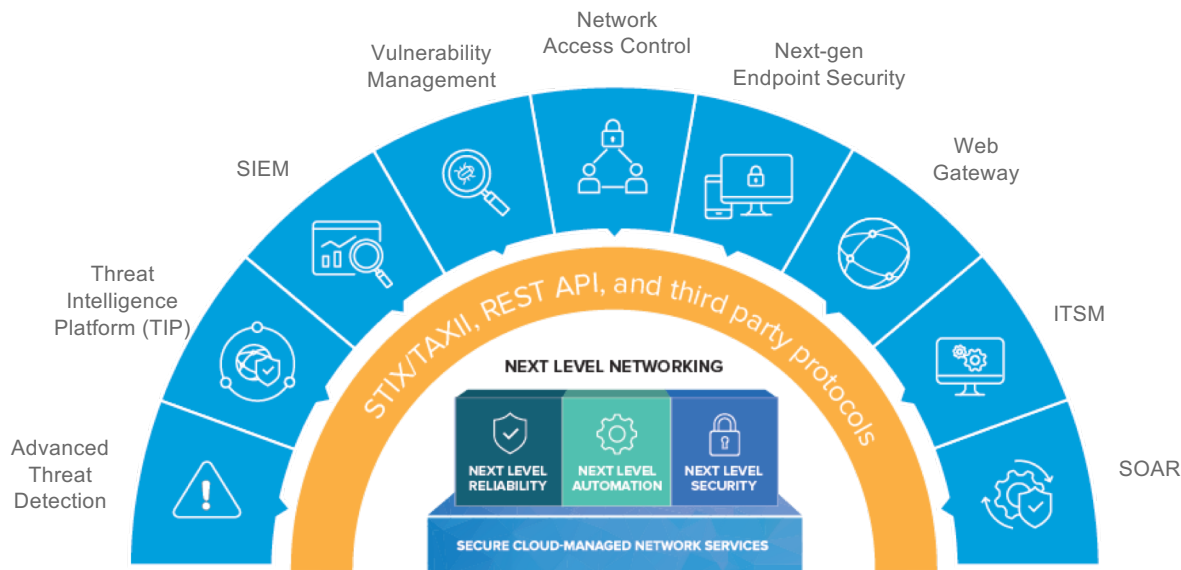 Network
Access Control
Vulnerability
Management
Next-gen
Endpoint Security
SIEM
Web
Gateway
Threat
Intelligence
Platform (TIP)
ITSM
Advanced
Threat
Detection
SOAR
STIX/TAXII, REST API, and third party protocols
NEXT LEVEL NETWORKING
NEXT LEVEL
RELIABILITY
NEXT LEVEL
AUTOMATION
NEXT LEVEL
SECURITY
SECURE CLOUD-MANAGED NETWORK SERVICES